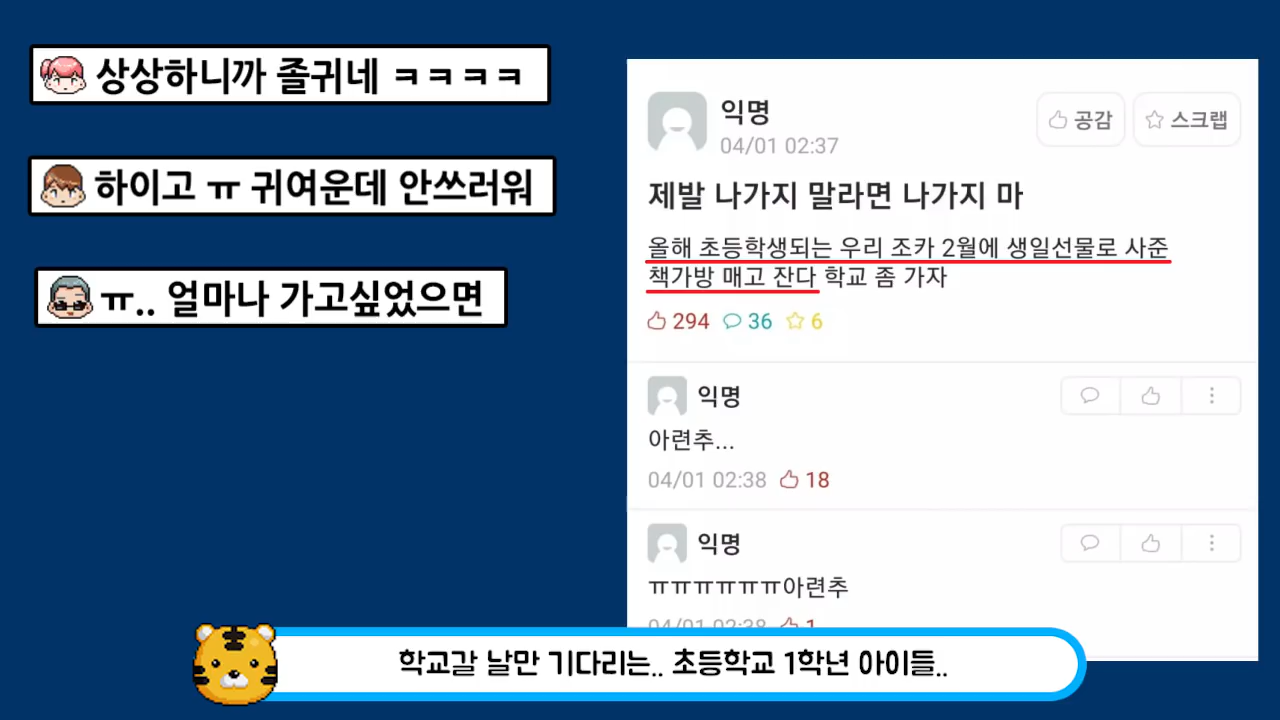 상상하니까 졸귀네 ㅋㅋㅋㅋ
하이고 ㅠ 귀여운데 안쓰러워
ㅠ.. 얼마나 가고싶었으면
익명
04/01 02:37
공감
스크랩
제발 나가지 말라면 나가지 마
올해 초등학생되는 우리 조카 2월에 생일선물로 사준
책가방 매고 잔다 학교 좀 가자
294 36 6
익명
아련추...
04/01 02:38 18
익명
ㅠㅠㅠㅠㅠㅠ아련추
04/01 02:38 1
학교갈 날만 기다리는.. 초등학교 1학년 아이들..